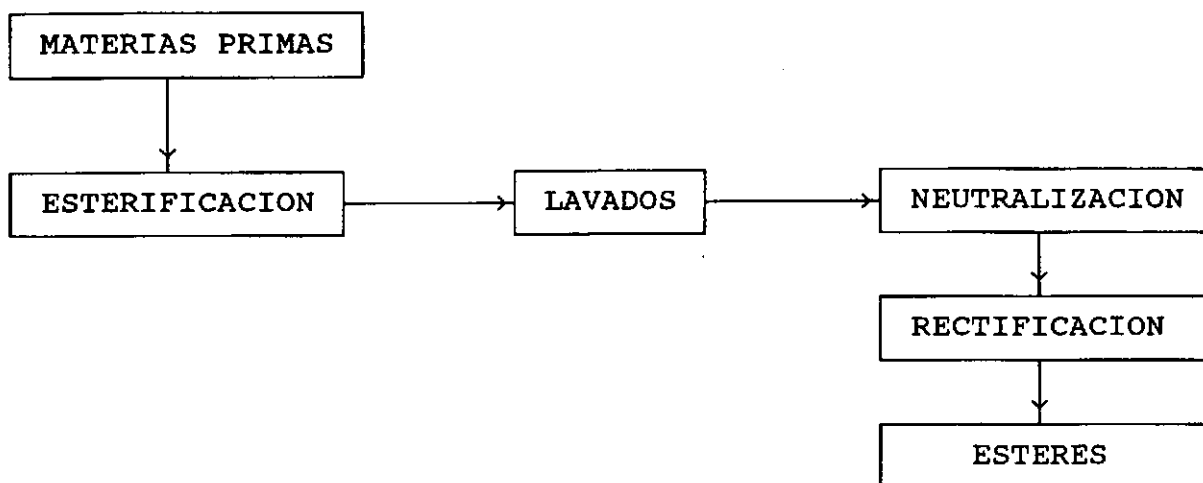 MATERIAS PRIMAS
ESTERIFICACION
LAVADOS
NEUTRALIZACION
RECTIFICACION
ESTERES